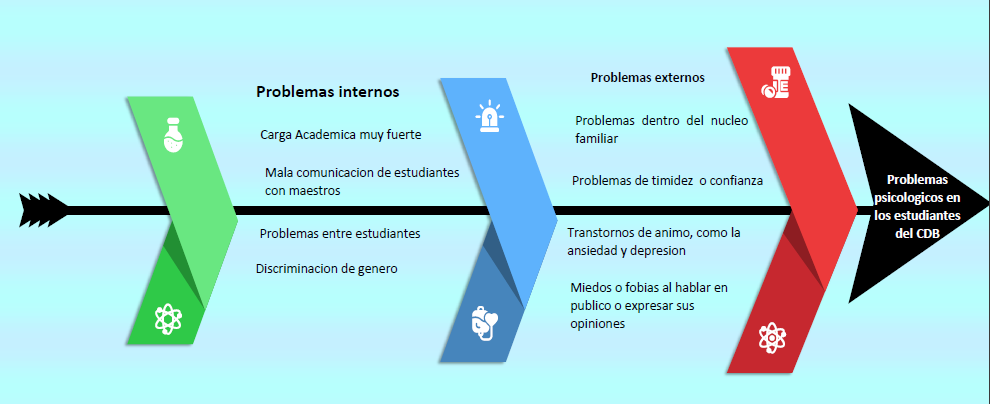 Problemas internos
Carga Academica muy fuerte
Mala comunicacion de estudiantes
con maestros
Problemas entre estudiantes
Discriminacion de genero
Problemas externos
Problemas dentro del nucleo
familiar
Problemas de timidez o confianza
Transtornos de animo, como la
ansiedad y depresion
Miedos o fobias al hablar en
publico o expresar sus
opiniones
Problemas
psicologicos en
los estudiantes
del CDB